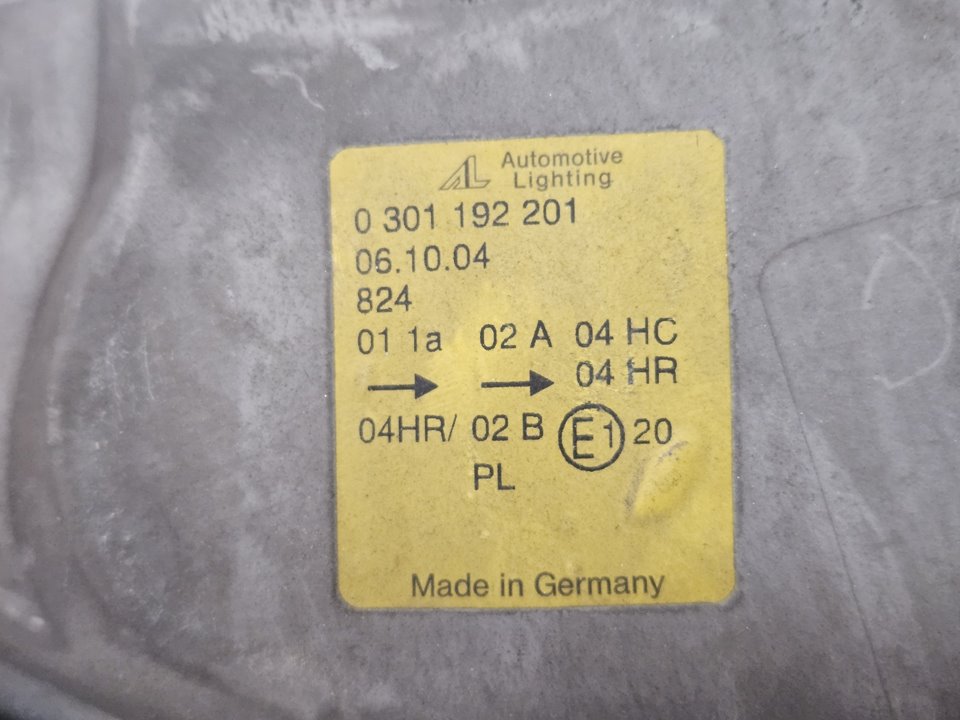 AL Automotive
Lighting
0 301 192 201
06.10.04
824
01 1a 02 A 04 HC
→ → 04 HR
04HR/ 02 B E1 20
PL
Made in Germany